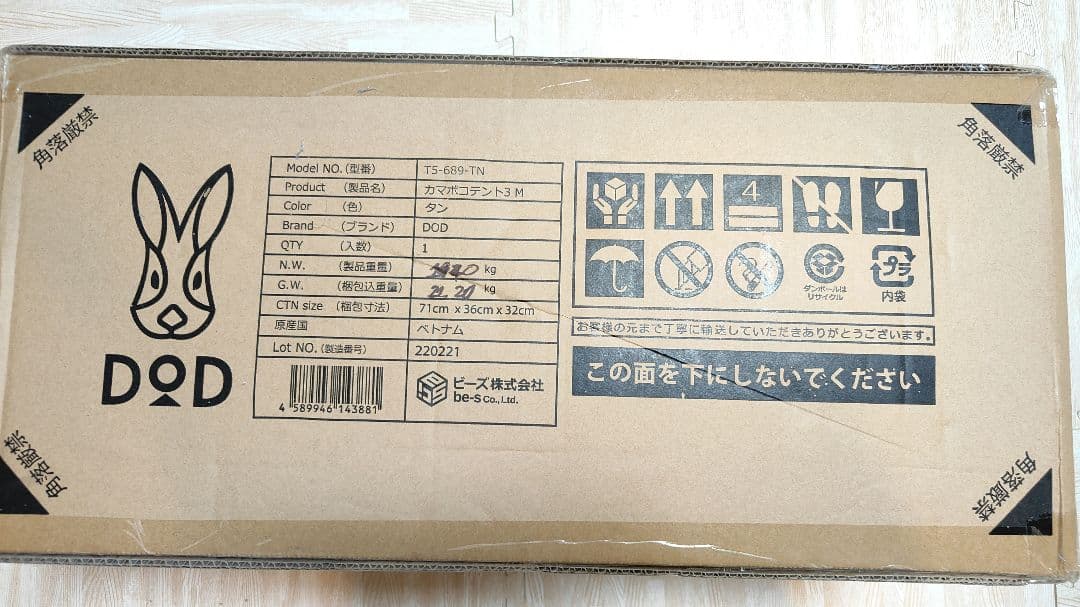 角落厳禁
角落厳禁
DOD
Model NO.（型番） T5-689-TN
Product （製品名） カマボコテント3 M
Color （色） タン
Brand （ブランド） DOD
QTY （入数） 1
N.W. （製品重量） kg
G.W. （梱包込重量） 21.20 kg
CTN size （梱包寸法） 71cm x 36cm x 32cm
原産国 ベトナム
Lot NO.（製造番号） 220221
4 589946 143881
ビーズ株式会社
be-s Co., Ltd.
4
ダンボールは
リサイクル
プラ
内袋
お客様の元まで丁寧に輸送していただきありがとうございます。
この面を下にしないでください
角落厳禁
角落厳禁